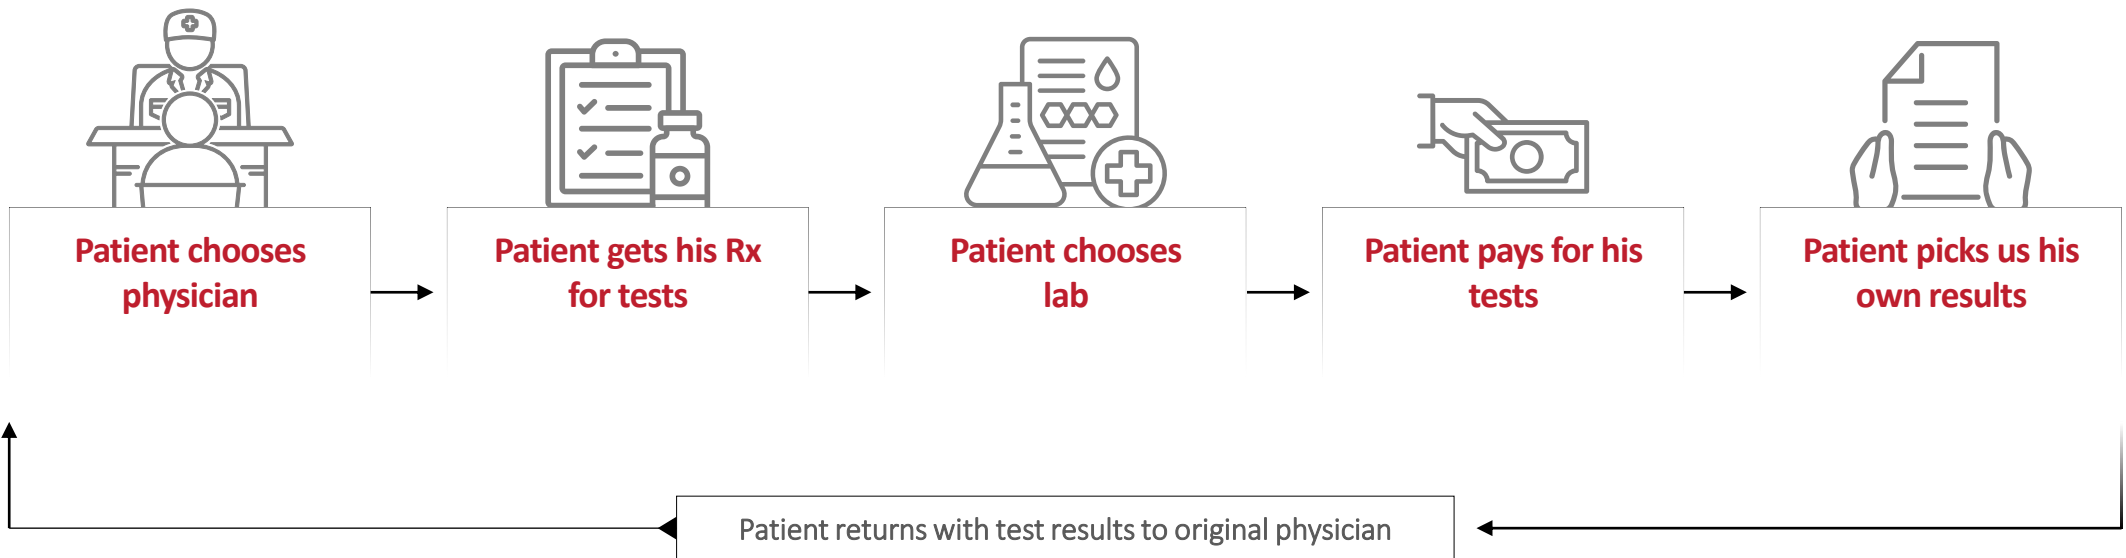 Patient chooses
physician
Patient gets his Rx
for tests
Patient chooses
lab
Patient pays for his
tests
Patient picks us his
own results
Patient returns with test results to original physician